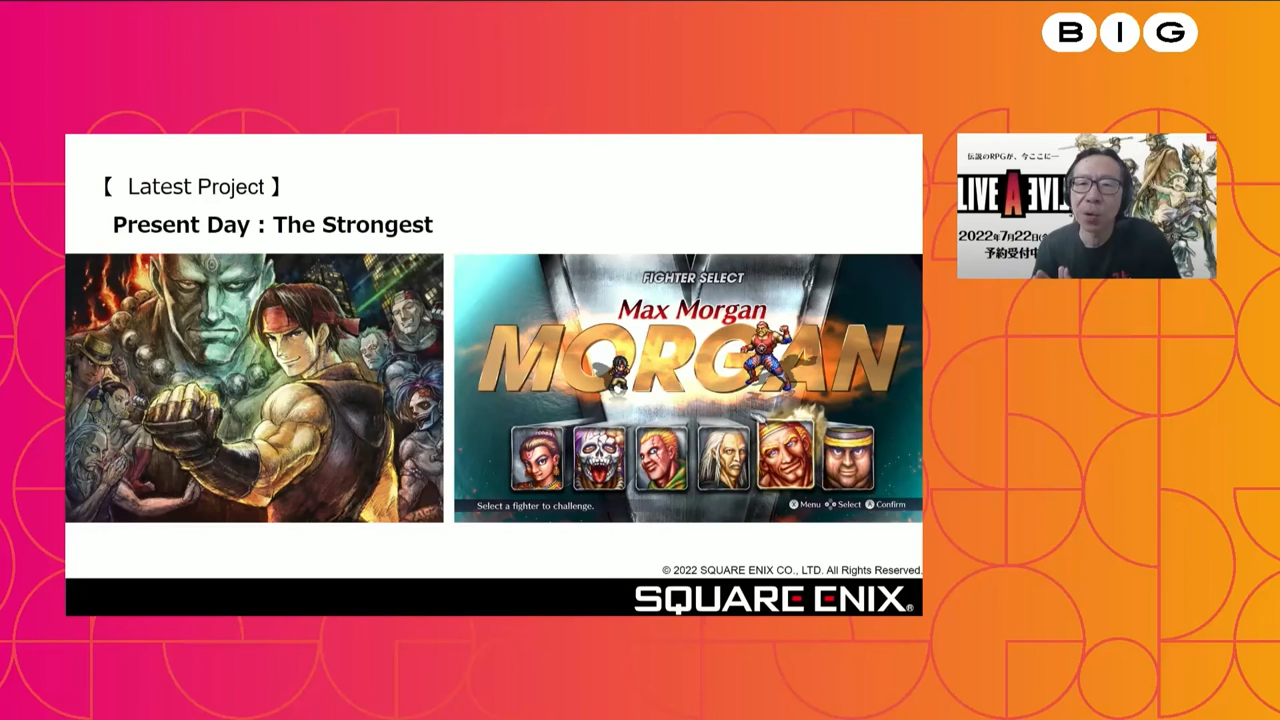 BIG
【 Latest Project 】
Present Day : The Strongest
FIGHTER SELECT
Max Morgan
MORGAN
Select a fighter to challenge.
X Menu Select A Confirm
© 2022 SQUARE ENIX CO., LTD. All Rights Reserved.
SQUARE ENIX®
伝説のRPGが、今ここに―
LIVE A EVIL
2022年7月22日(金
予約受付中